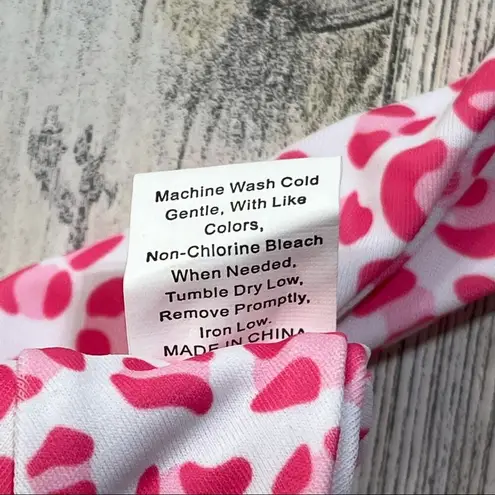 Machine Wash Cold
Gentle, With Like
Colors,
Non-Chlorine Bleach
When Needed,
Tumble Dry Low,
Remove Promptly,
Iron Low.
MADE IN CHINA